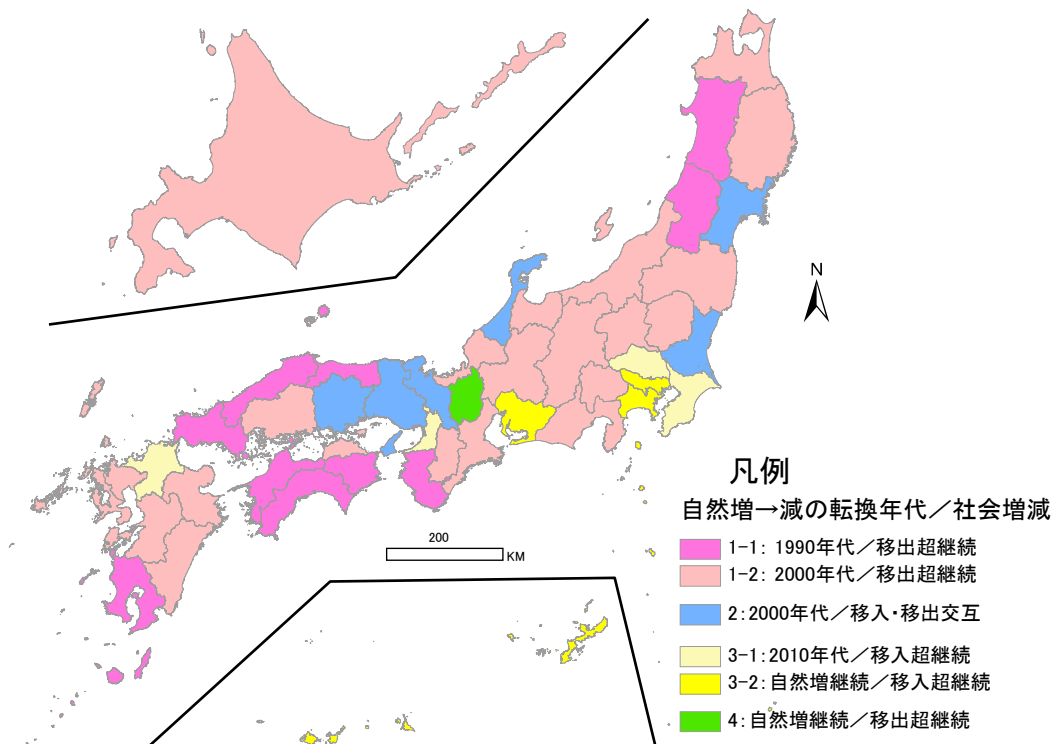 N
200
KM
凡例
自然増→減の転換年代／社会増減
1-1: 1990年代／移出超継続
1-2: 2000年代／移出超継続
2:2000年代／移入・移出交互
3-1:2010年代／移入超継続
3-2:自然増継続／移入超継続
4:自然増継続／移出超継続